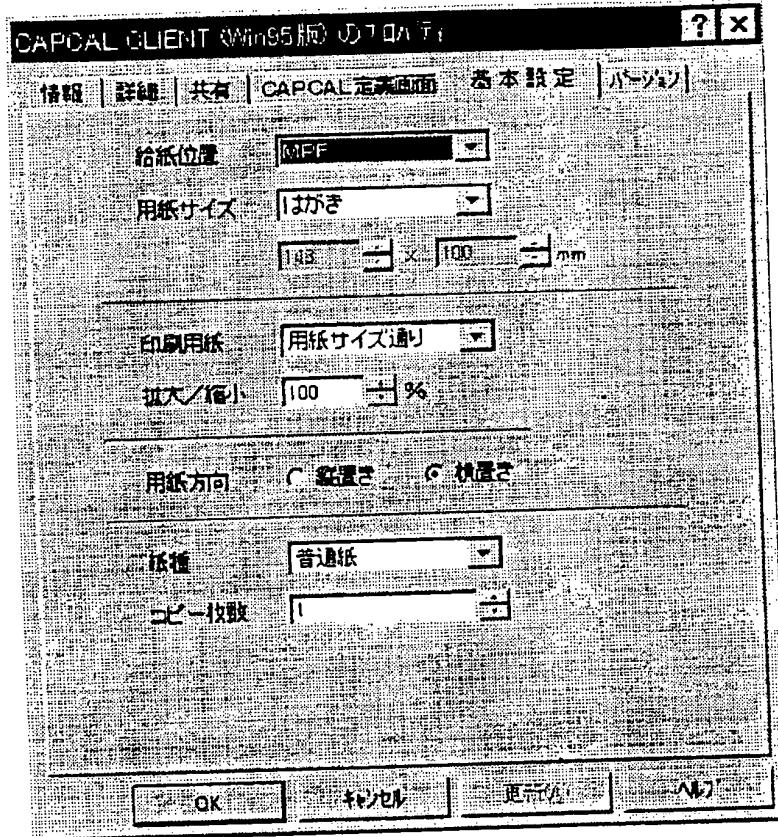 CAPCAL CLIENT (Win95版) のプロパティ
情報 詳細 共有 CAPCAL定義画面 基本設定 バージョン
給紙位置 MPF
用紙サイズ はがき
148 × 100 mm
印刷用紙 用紙サイズ通り
拡大/縮小 100 %
用紙方向 縦置き 横置き
紙種 普通紙
コピー枚数 1
OK キャンセル ヘルプ